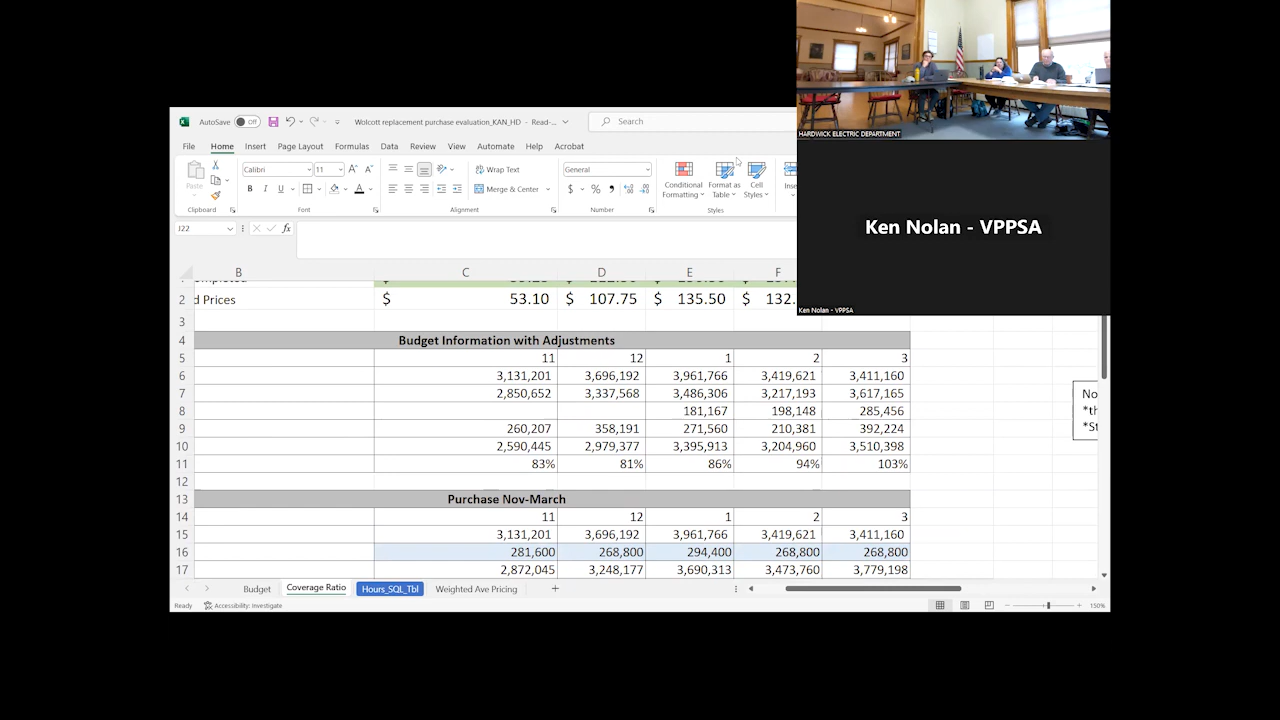 HARDWICK ELECTRIC DEPARTMENT
Ken Nolan - VPPSA
Ken Nolan - VPPSA
AutoSave Off Wolcott replacement purchase evaluation_KAN_HD - Read-... Search
File Home Insert Page Layout Formulas Data Review View Automate Help Acrobat
Paste Calibri 11 B I U Wrap Text Merge & Center General $ % Conditional Formatting Format as Table Cell Styles
Clipboard Font Alignment Number Styles
J22 fx
B C D E F
2 d Prices $ 53.10 $ 107.75 $ 135.50 $ 132.
3
4 Budget Information with Adjustments
5 11 12 1 2 3
6 3,131,201 3,696,192 3,961,766 3,419,621 3,411,160
7 2,850,652 3,337,568 3,486,306 3,217,193 3,617,165
8 181,167 198,148 285,456
9 260,207 358,191 271,560 210,381 392,224
10 2,590,445 2,979,377 3,395,913 3,204,960 3,510,398
11 83% 81% 86% 94% 103%
12
13 Purchase Nov-March
14 11 12 1 2 3
15 3,131,201 3,696,192 3,961,766 3,419,621 3,411,160
16 281,600 268,800 294,400 268,800 268,800
17 2,872,045 3,248,177 3,690,313 3,473,760 3,779,198
No
*th
*St
Budget Coverage Ratio Hours_SQL_Tbl Weighted Ave Pricing
Ready Accessibility: Investigate 150%